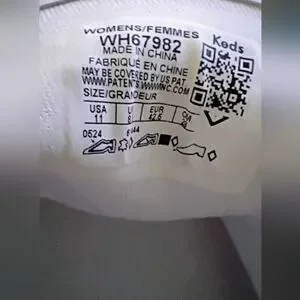 WOMENS/FEMMES
WH67982 Keds
MADE IN CHINA
FABRIQUÉ EN CHINE
MAY BE COVERED BY US PAT.
WWW.PATENTS.WWWINC.COM
SIZE/GRANDEUR
USA EUR
11 42.5
0524